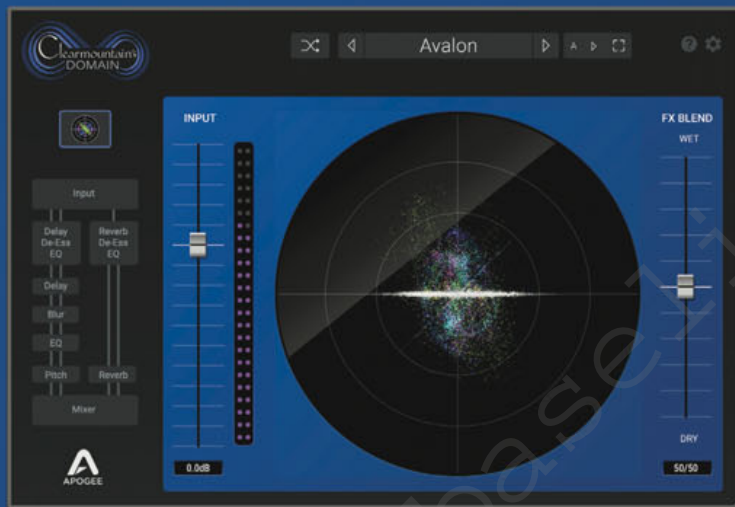 Clearmountain's
DOMAIN
Avalon
A
?
INPUT
FX BLEND
WET
Input
Delay
De-Ess
EQ
Reverb
De-Ess
EQ
Delay
Blur
EQ
Pitch
Reverb
Mixer
DRY
0.0dB
50/50
APOGEE